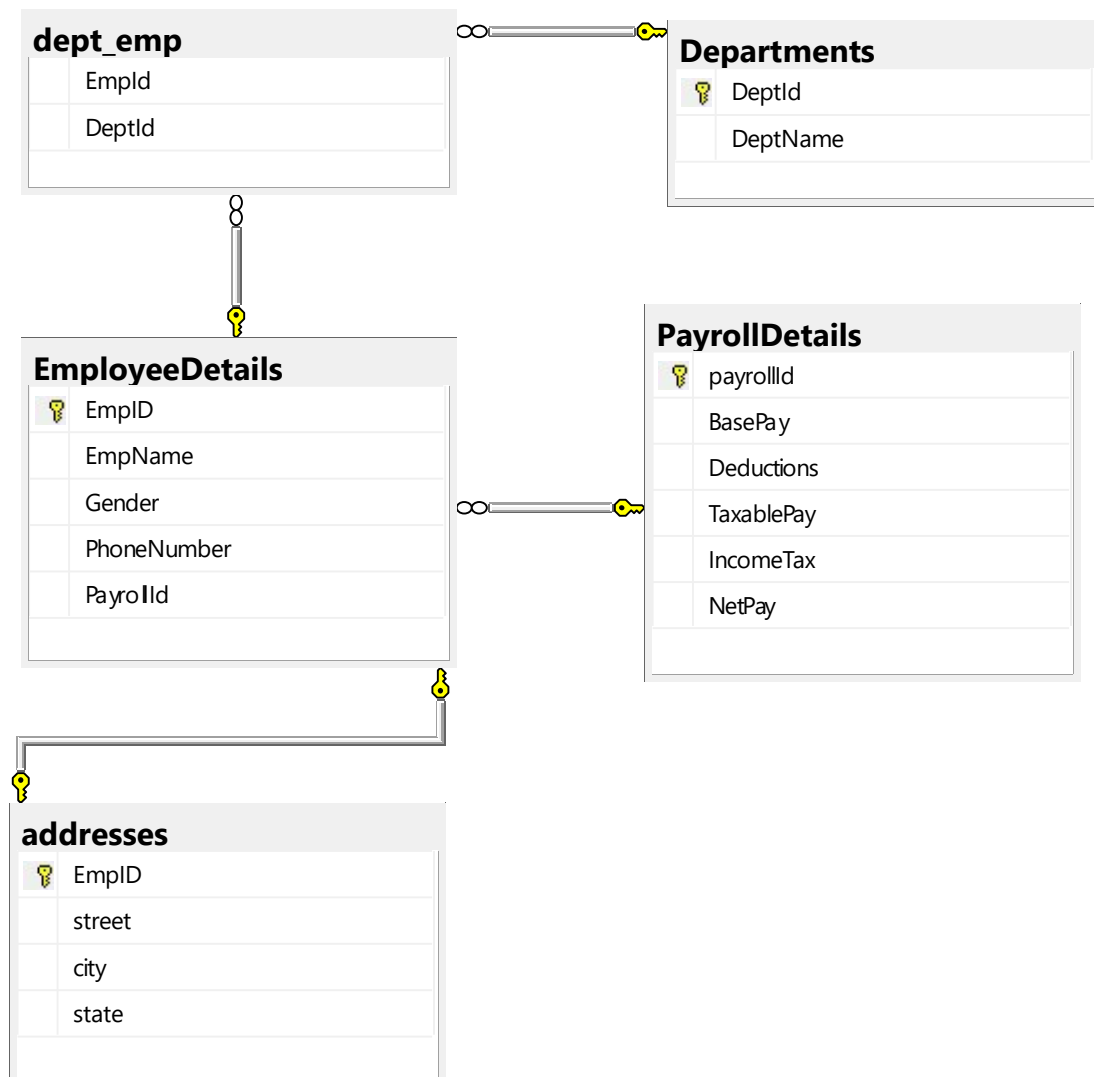 dept_emp
EmpId
DeptId
Departments
DeptId
DeptName
EmployeeDetails
EmpID
EmpName
Gender
PhoneNumber
PayrollId
PayrollDetails
payrollId
BasePay
Deductions
TaxablePay
IncomeTax
NetPay
addresses
EmpID
street
city
state